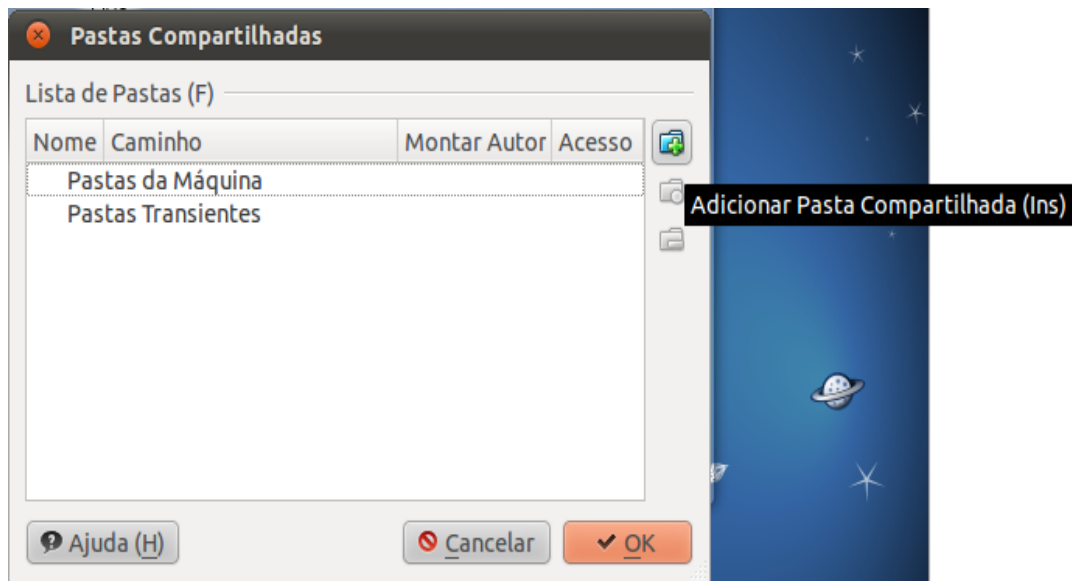 Pastas Compartilhadas
Lista de Pastas (F)
Nome Caminho Montar Autor Acesso
Pastas da Máquina
Pastas Transientes
Adicionar Pasta Compartilhada (Ins)
Ajuda (H) Cancelar OK